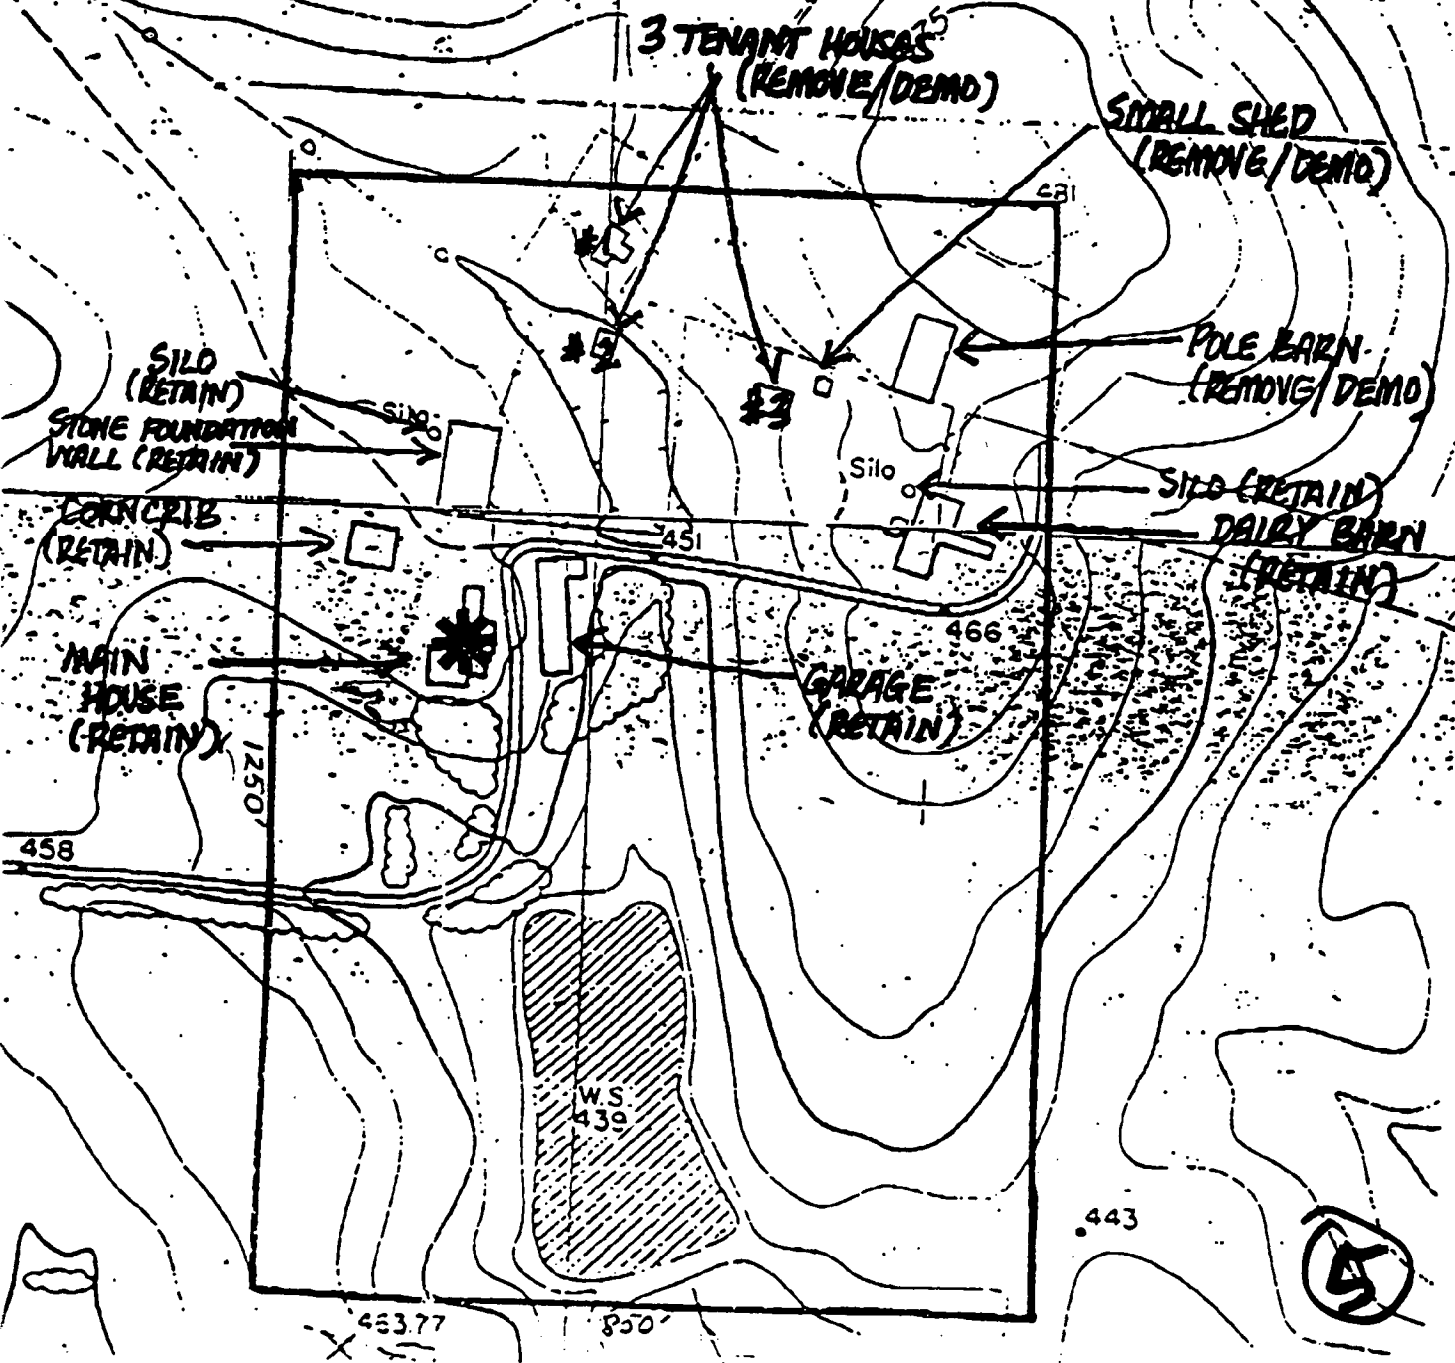 3 TENANT HOUSES
(REMOVE/DEMO)
SMALL SHED
(REMOVE/DEMO)
481
#1
#2
#3
POLE BARN
(REMOVE/DEMO)
SILO
(RETAIN)
Silo
STONE FOUNDATION
WALL (RETAIN)
Silo
SILO (RETAIN)
DAIRY BARN
(RETAIN)
CORNCRIB
(RETAIN)
451
466
MAIN
HOUSE
(RETAIN)
GARAGE
(RETAIN)
1250'
458
W.S.
439
443
5
463.77
850'